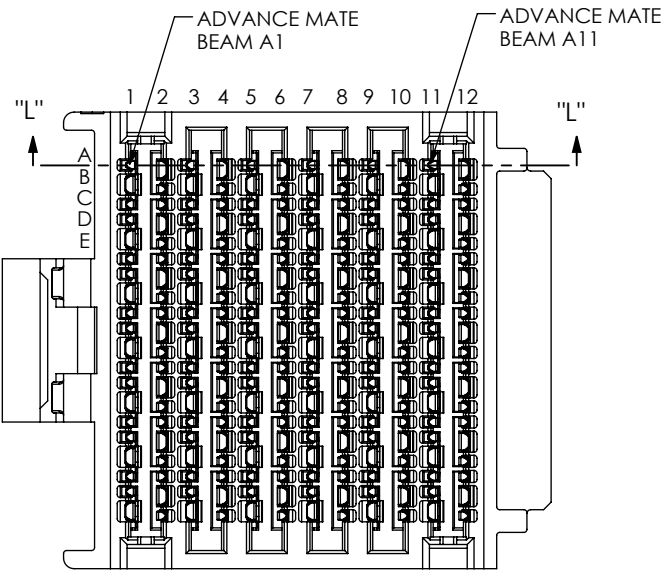 ADVANCE MATE
BEAM A1
ADVANCE MATE
BEAM A11
1 2 3 4 5 6 7 8 9 10 11 12
"L"
"L"
A
B
C
D
E